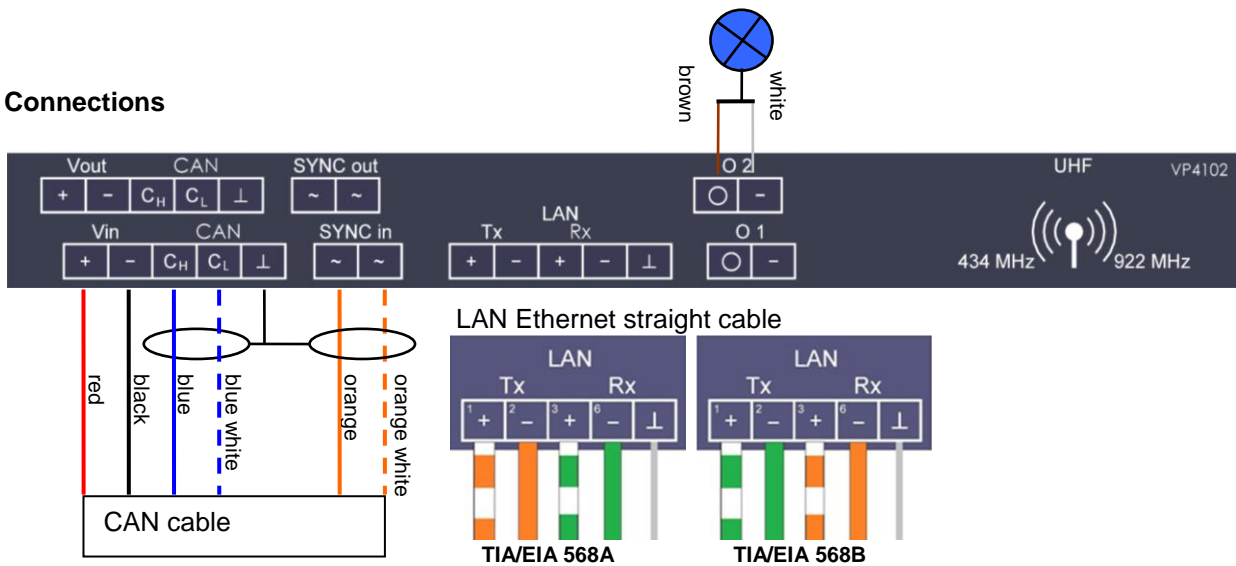 brown
white
Connections
Vout CAN SYNC out O 2 UHF VP4102
+ − CH CL ⊥ ~ ~ ○ −
Vin CAN SYNC in LAN Tx Rx O 1
+ − CH CL ⊥ ~ ~ + − + − ⊥ ○ −
434 MHz 922 MHz
LAN Ethernet straight cable
red
black
blue
blue white
orange
orange white
CAN cable
LAN
Tx Rx
1 + 2 − 3 + 6 − ⊥
TIA/EIA 568A
LAN
Tx Rx
1 + 2 − 3 + 6 − ⊥
TIA/EIA 568B